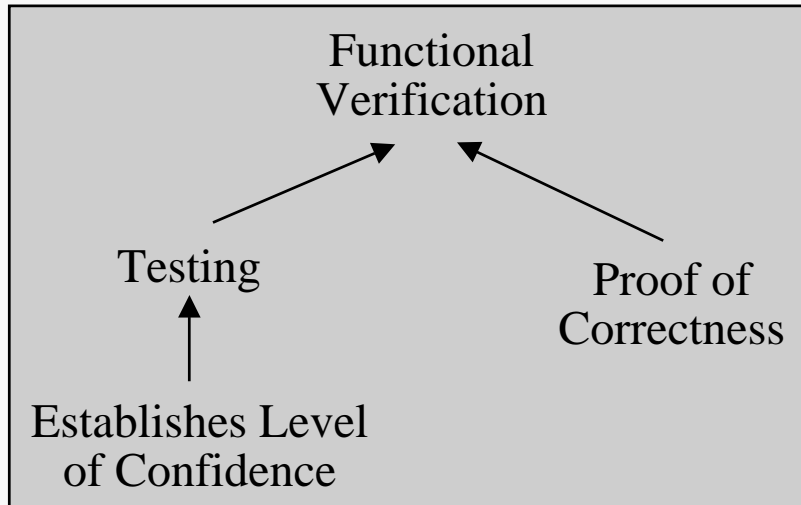 Functional
Verification
Testing
Proof of
Correctness
Establishes Level
of Confidence